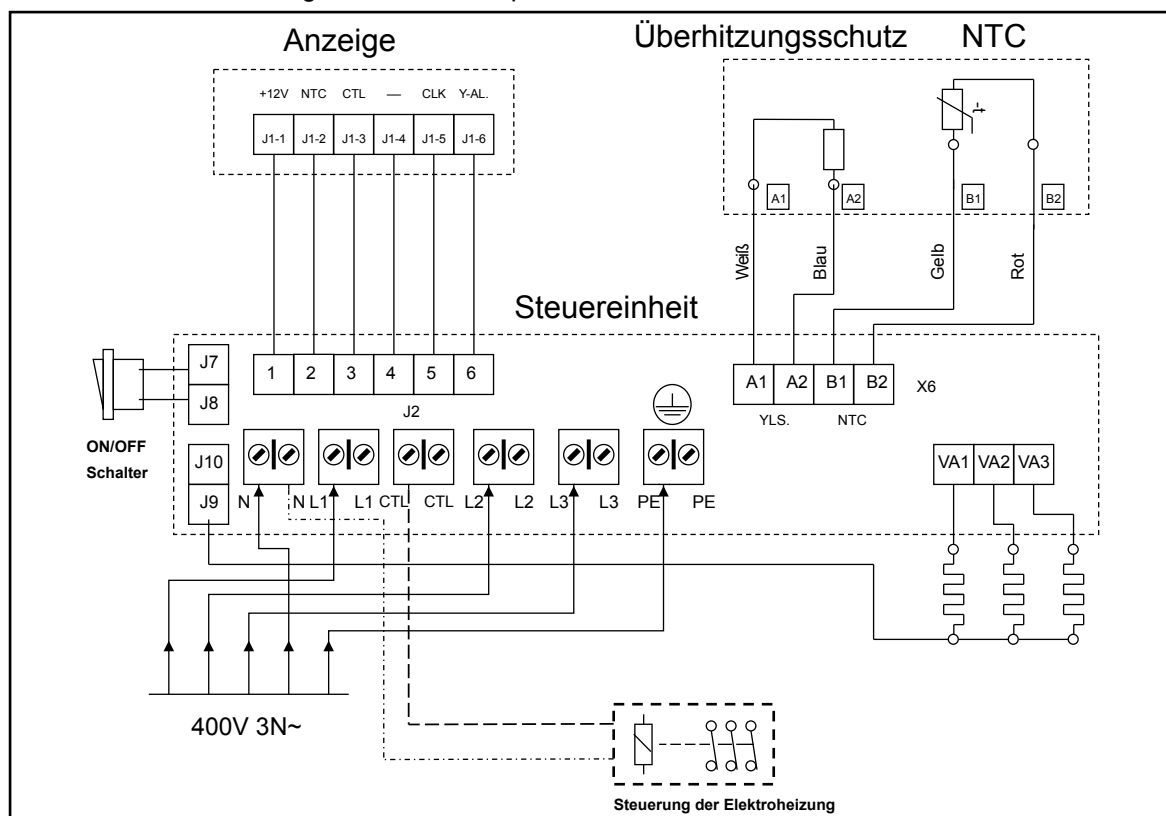 Anzeige
Überhitzungsschutz NTC
+12V NTC CTL — CLK Y-AL.
J1-1 J1-2 J1-3 J1-4 J1-5 J1-6
A1 A2 B1 B2
Weiß Blau Gelb Rot
Steuereinheit
J7
J8
1 2 3 4 5 6
J2
A1 A2 B1 B2 X6
YLS. NTC
ON/OFF
Schalter
J10
J9
N N L1 L1 CTL CTL L2 L2 L3 L3 PE PE
VA1 VA2 VA3
400V 3N~
Steuerung der Elektroheizung